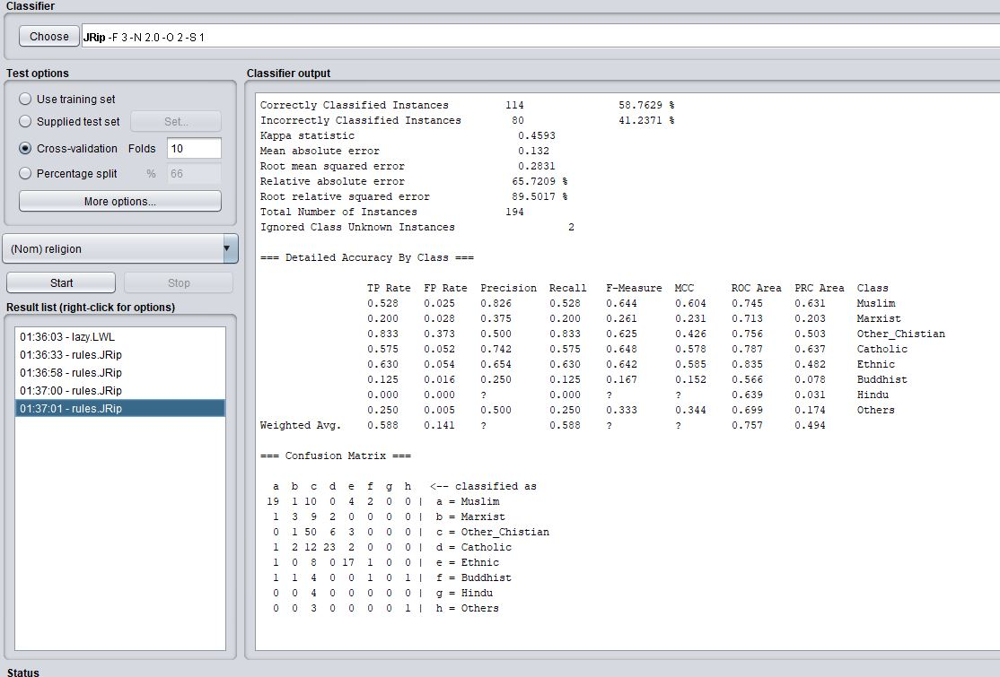 Classifier
Choose JRip -F 3 -N 2.0 -O 2 -S 1
Test options
Use training set
Supplied test set Set...
Cross-validation Folds 10
Percentage split % 66
More options...
(Nom) religion
Start Stop
Result list (right-click for options)
01:36:03 - lazy.LWL
01:36:33 - rules.JRip
01:36:58 - rules.JRip
01:37:00 - rules.JRip
01:37:01 - rules.JRip
Classifier output
Correctly Classified Instances 114 58.7629 %
Incorrectly Classified Instances 80 41.2371 %
Kappa statistic 0.4593
Mean absolute error 0.132
Root mean squared error 0.2831
Relative absolute error 65.7209 %
Root relative squared error 89.5017 %
Total Number of Instances 194
Ignored Class Unknown Instances 2
=== Detailed Accuracy By Class ===
TP Rate FP Rate Precision Recall F-Measure MCC ROC Area PRC Area Class
0.528 0.025 0.826 0.528 0.644 0.604 0.745 0.631 Muslim
0.200 0.028 0.375 0.200 0.261 0.231 0.713 0.203 Marxist
0.833 0.373 0.500 0.833 0.625 0.426 0.756 0.503 Other_Chistian
0.575 0.052 0.742 0.575 0.648 0.578 0.787 0.637 Catholic
0.630 0.054 0.654 0.630 0.642 0.585 0.835 0.482 Ethnic
0.125 0.016 0.250 0.125 0.167 0.152 0.566 0.078 Buddhist
0.000 0.000 ? 0.000 ? ? 0.639 0.031 Hindu
0.250 0.005 0.500 0.250 0.333 0.344 0.699 0.174 Others
Weighted Avg. 0.588 0.141 ? 0.588 ? ? 0.757 0.494
=== Confusion Matrix ===
a b c d e f g h <-- classified as
19 1 10 0 4 2 0 0 | a = Muslim
1 3 9 2 0 0 0 0 | b = Marxist
0 1 50 6 3 0 0 0 | c = Other_Chistian
1 2 12 23 2 0 0 0 | d = Catholic
1 0 8 0 17 1 0 0 | e = Ethnic
1 1 4 0 0 1 0 1 | f = Buddhist
0 0 4 0 0 0 0 0 | g = Hindu
0 0 3 0 0 0 0 1 | h = Others
Status